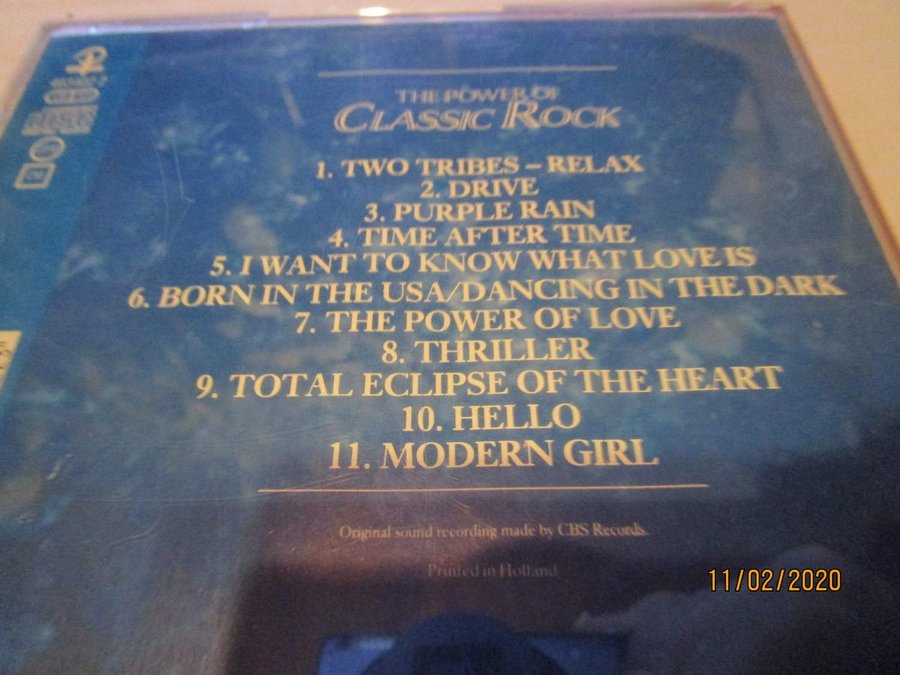 THE POWER OF
CLASSIC ROCK
1. TWO TRIBES – RELAX
2. DRIVE
3. PURPLE RAIN
4. TIME AFTER TIME
5. I WANT TO KNOW WHAT LOVE IS
6. BORN IN THE USA/DANCING IN THE DARK
7. THE POWER OF LOVE
8. THRILLER
9. TOTAL ECLIPSE OF THE HEART
10. HELLO
11. MODERN GIRL
Original sound recording made by CBS Records.
Printed in Holland
11/02/2020